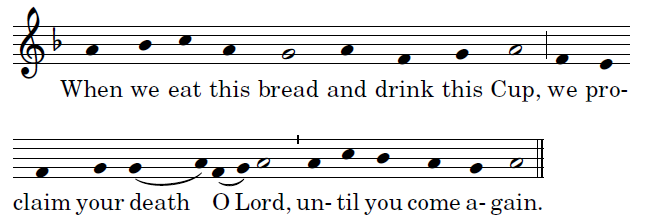 When we eat this bread and drink this Cup, we pro-
claim your death O Lord, un- til you come a- gain.